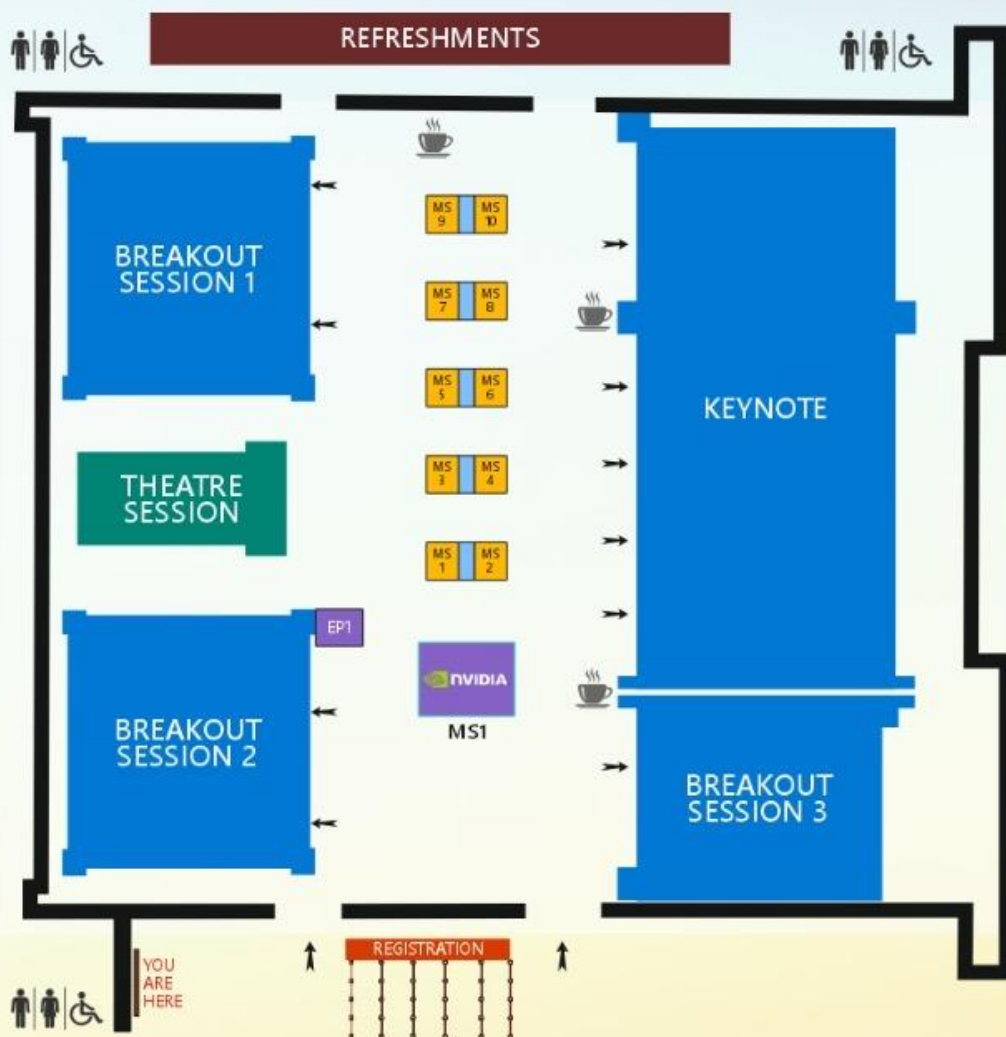 REFRESHMENTS
BREAKOUT
SESSION 1
MS
9
MS
10
MS
7
MS
8
MS
5
MS
6
KEYNOTE
THEATRE
SESSION
MS
3
MS
4
MS
1
MS
2
EP1
NVIDIA
MS1
BREAKOUT
SESSION 2
BREAKOUT
SESSION 3
REGISTRATION
YOU
ARE
HERE